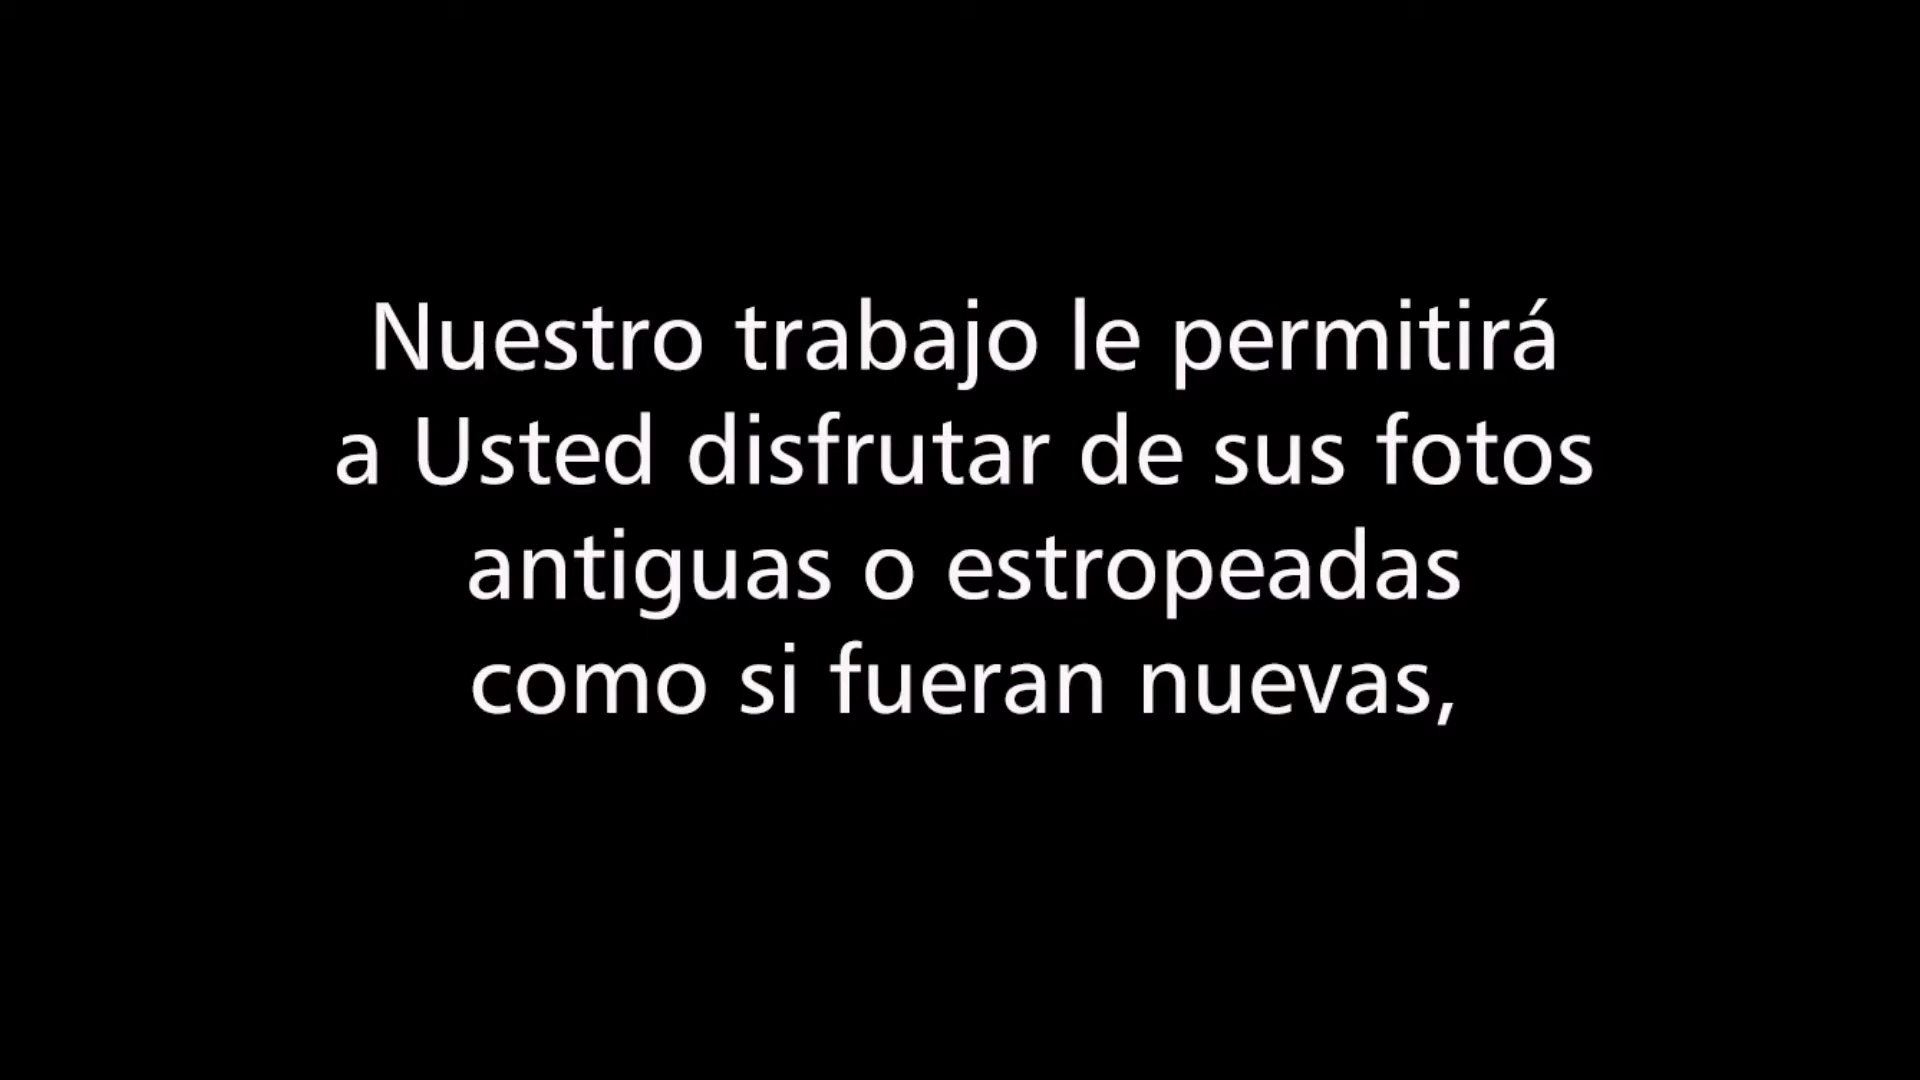 Nuestro trabajo le permitirá
a Usted disfrutar de sus fotos
antiguas o estropeadas
como si fueran nuevas,